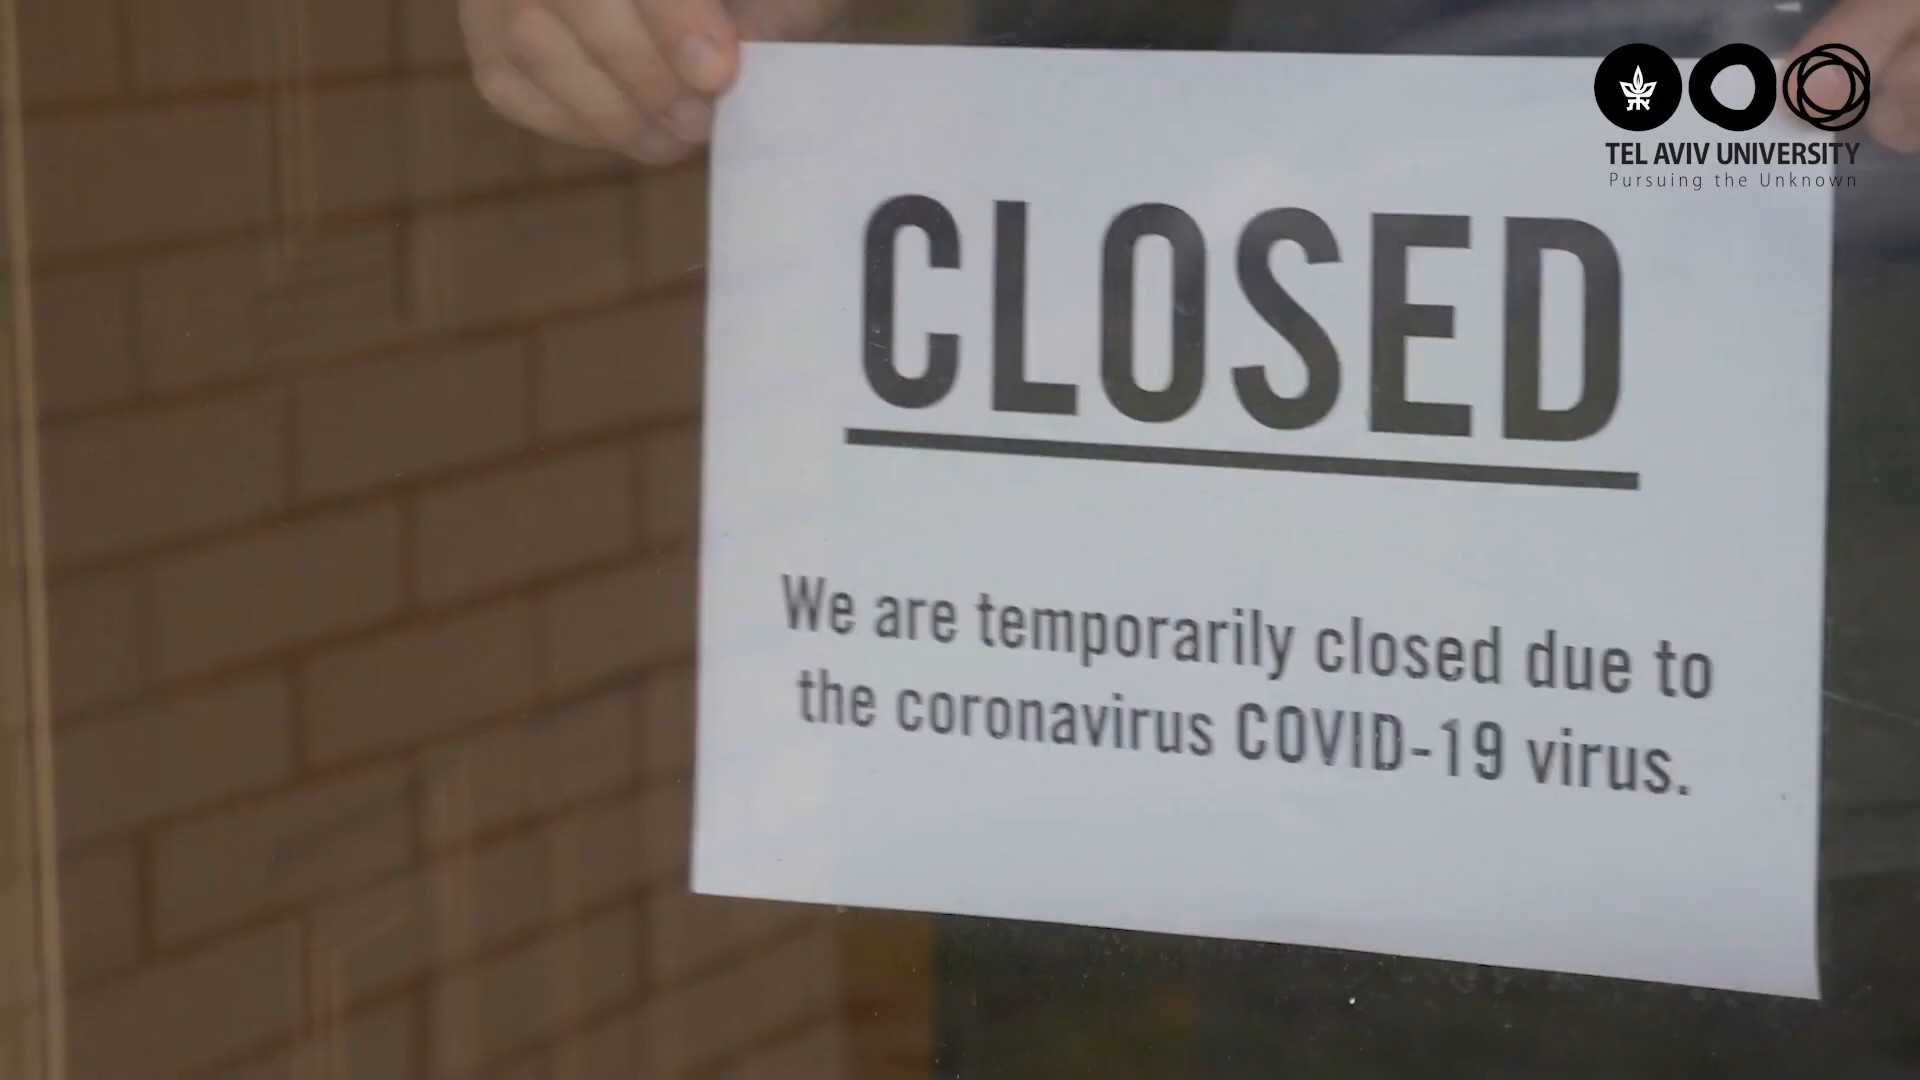 TEL AVIV UNIVERSITY
Pursuing the Unknown
CLOSED
We are temporarily closed due to
the coronavirus COVID-19 virus.